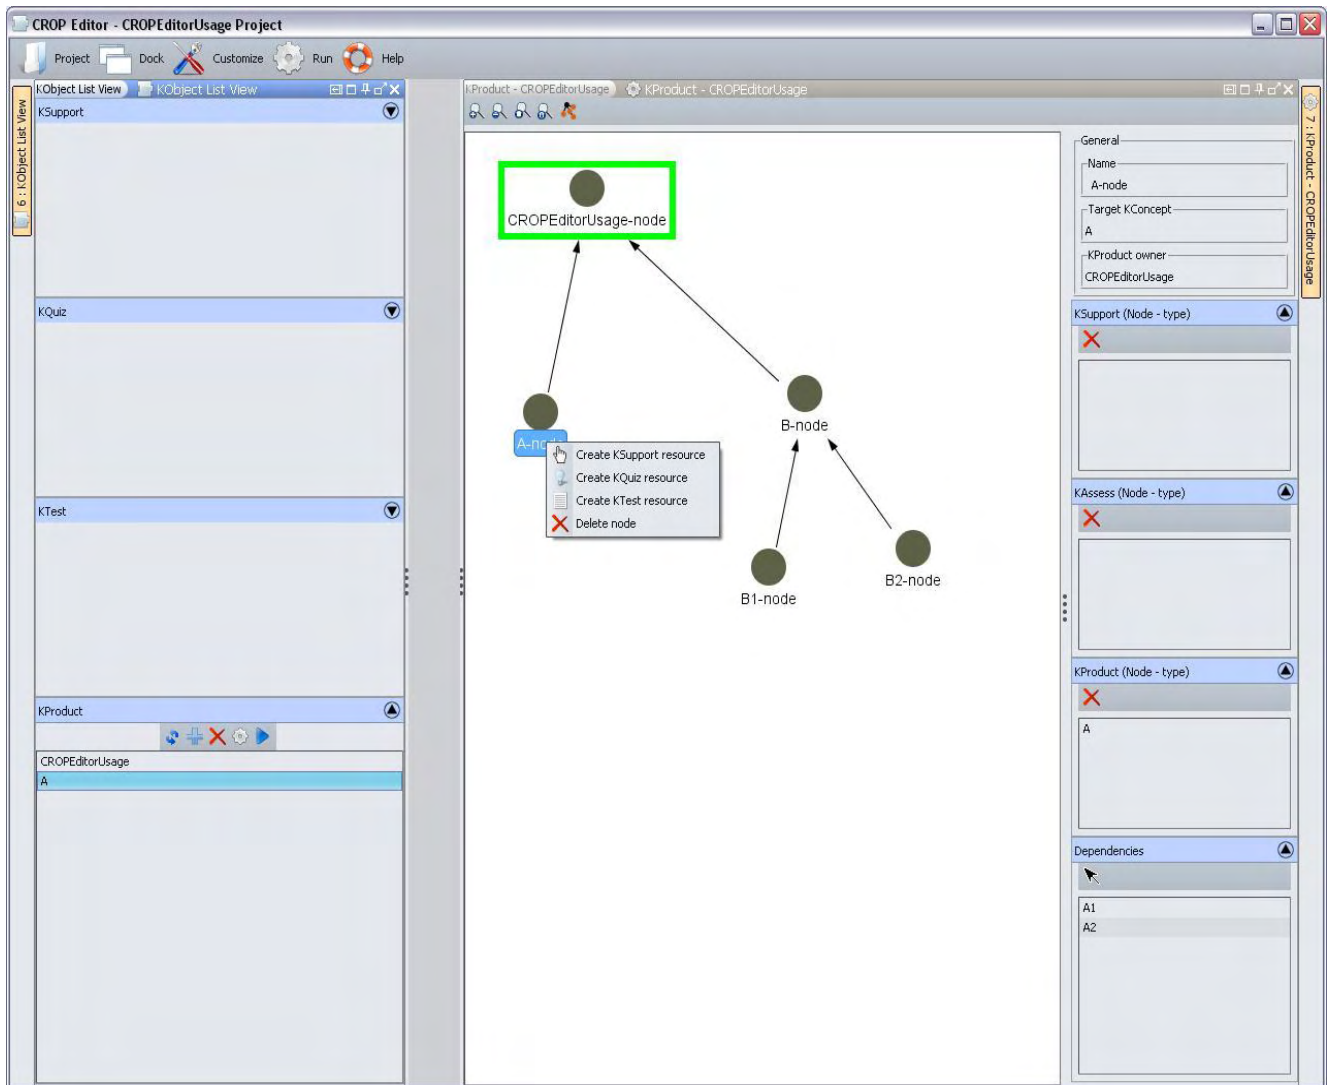 CROP Editor - CROPEditorUsage Project
Project Dock Customize Run Help
6 : KObject List View
KObject List View KObject List View
KSupport
KQuiz
KTest
KProduct
CROPEditorUsage
A
KProduct - CROPEditorUsage KProduct - CROPEditorUsage
CROPEditorUsage-node
A-node
B-node
B1-node
B2-node
Create KSupport resource
Create KQuiz resource
Create KTest resource
Delete node
General
Name
A-node
Target KConcept
A
KProduct owner
CROPEditorUsage
KSupport (Node - type)
KAssess (Node - type)
KProduct (Node - type)
A
Dependencies
A1
A2
7 : KProduct - CROPEditorUsage